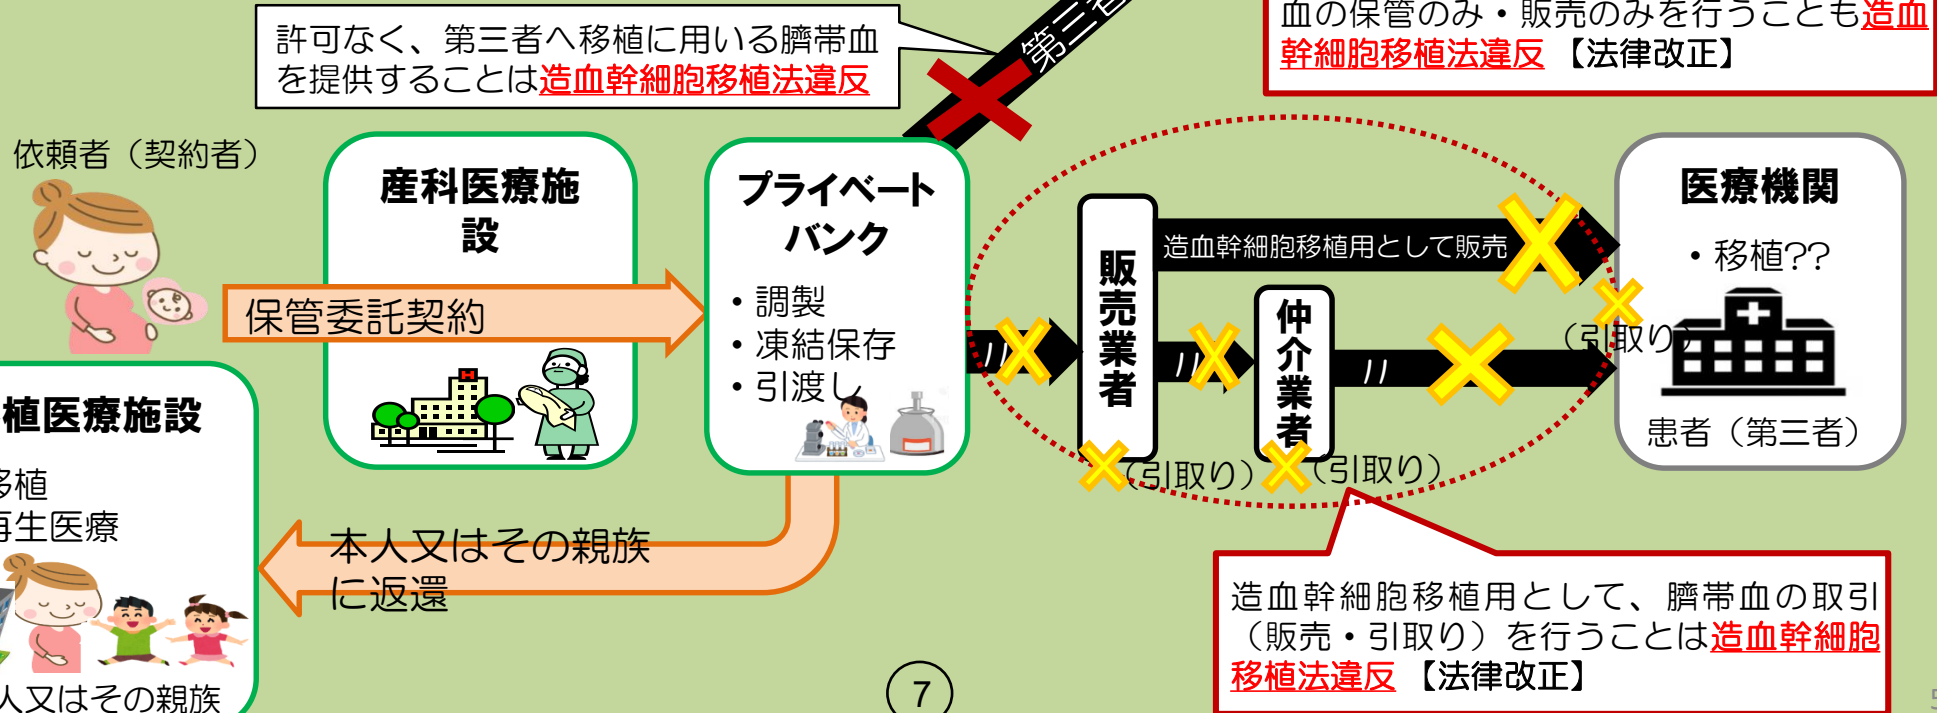 許可なく、第三者へ移植に用いる臍帯血
を提供することは造血幹細胞移植法違反
第三者
血の保管のみ・販売のみを行うことも造血
幹細胞移植法違反【法律改正】
依頼者（契約者）
産科医療施
設
プライベート
バンク
・調製
・凍結保存
・引渡し
保管委託契約
販売業者
造血幹細胞移植用として販売
〃
〃
仲介業者
〃
医療機関
・移植??
（引取り）
患者（第三者）
（引取り）
（引取り）
植医療施設
移植
再生医療
人又はその親族
本人又はその親族
に返還
造血幹細胞移植用として、臍帯血の取引
（販売・引取り）を行うことは造血幹細胞
移植法違反【法律改正】
7